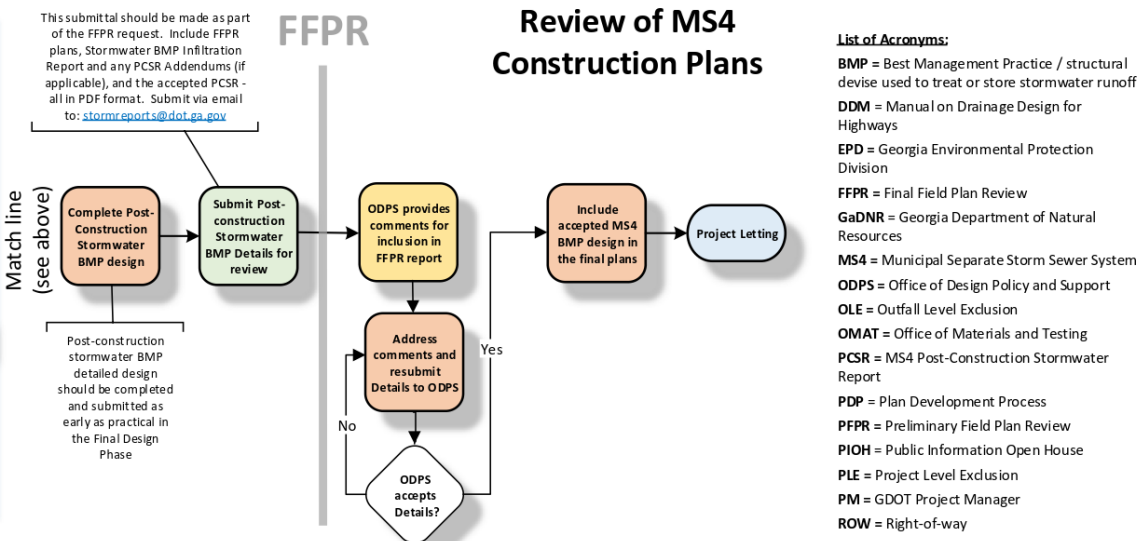 This submittal should be made as part
of the FFPR request.  Include FFPR
plans, Stormwater BMP Infiltration
Report and any PCSR Addendums (if
applicable), and the accepted PCSR -
all in PDF format.  Submit via email
to: stormreports@dot.ga.gov
FFPR
Review of MS4
Construction Plans
Match line
(see above)
Complete Post-
Construction
Stormwater
BMP design
Submit Post-
construction
Stormwater
BMP Details for
review
ODPS provides
comments for
inclusion in
FFPR report
Include
accepted MS4
BMP design in
the final plans
Project Letting
Post-construction
stormwater BMP
detailed design
should be completed
and submitted as
early as practical in
the Final Design
Phase
Address
comments and
resubmit
Details to ODPS
Yes
No
ODPS
accepts
Details?
List of Acronyms:
BMP = Best Management Practice / structural
devise used to treat or store stormwater runoff
DDM = Manual on Drainage Design for
Highways
EPD = Georgia Environmental Protection
Division
FFPR = Final Field Plan Review
GaDNR = Georgia Department of Natural
Resources
MS4 = Municipal Separate Storm Sewer System
ODPS = Office of Design Policy and Support
OLE = Outfall Level Exclusion
OMAT = Office of Materials and Testing
PCSR = MS4 Post-Construction Stormwater
Report
PDP = Plan Development Process
PFPR = Preliminary Field Plan Review
PIOH = Public Information Open House
PLE = Project Level Exclusion
PM = GDOT Project Manager
ROW = Right-of-way